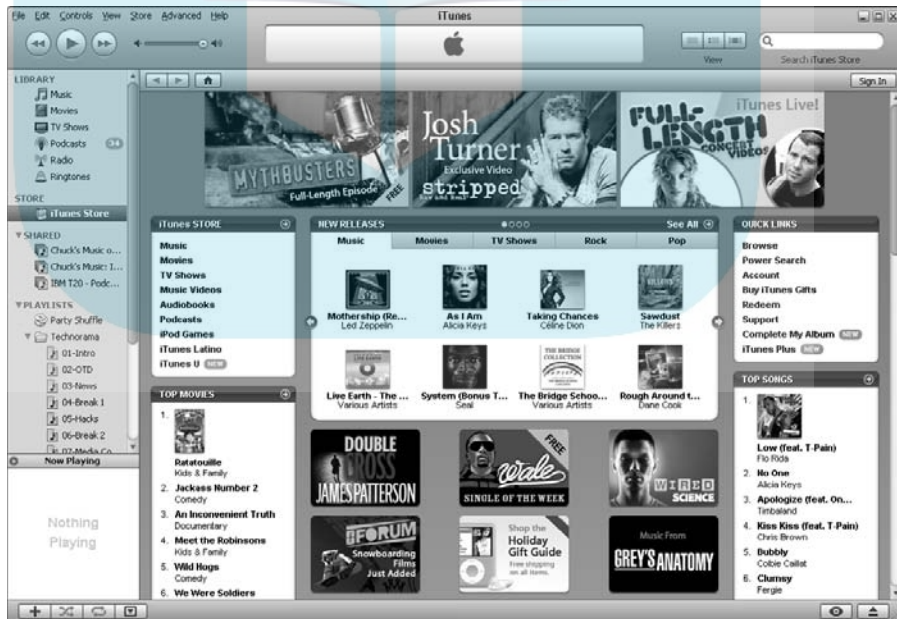 File Edit Controls View Store Advanced Help
iTunes
View
Search iTunes Store
LIBRARY
Music
Movies
TV Shows
Podcasts 34
Radio
Ringtones
STORE
iTunes Store
SHARED
Chuck's Music o...
Chuck's Music: I...
IBM T20 - Podc...
PLAYLISTS
Party Shuffle
Technorama
01-Intro
02-OTD
03-News
04-Break 1
05-Hacks
06-Break 2
07-Media Co
Now Playing
Nothing
Playing
Sign In
MYTHBUSTERS
Full-Length Episode
FREE
Josh
Turner
Exclusive Video
stripped
FULL-
LENGTH
CONCERT
VIDEOS
iTunes Live!
iTunes STORE
Music
Movies
TV Shows
Music Videos
Audiobooks
Podcasts
iPod Games
iTunes Latino
iTunes U NEW
TOP MOVIES
1.
Ratatouille
Kids & Family
2. Jackass Number 2
Comedy
3. An Inconvenient Truth
Documentary
4. Meet the Robinsons
Kids & Family
5. Wild Hogs
Comedy
6. We Were Soldiers
NEW RELEASES
See All
Music Movies TV Shows Rock Pop
Mothership (Re...
Led Zeppelin
As I Am
Alicia Keys
Taking Chances
Céline Dion
Sawdust
The Killers
Live Earth - The ...
Various Artists
System (Bonus T...
Seal
THE BRIDGE
COLLECTION
The Bridge Schoo...
Various Artists
Rough Around t...
Dane Cook
DOUBLE
CROSS
JAMES PATTERSON
FREE
Wale
SINGLE OF THE WEEK
WIRED
SCIENCE
FORUM
Snowboarding
Films
Just Added
Shop the
Holiday
Gift Guide
Free shipping
on all items.
Music From
GREY'S ANATOMY
QUICK LINKS
Browse
Power Search
Account
Buy iTunes Gifts
Redeem
Support
Complete My Album NEW
iTunes Plus NEW
TOP SONGS
1.
Low (feat. T-Pain)
Flo Rida
2. No One
Alicia Keys
3. Apologize (feat. On...
Timbaland
4. Kiss Kiss (feat. T-Pain)
Chris Brown
5. Bubbly
Colbie Caillat
6. Clumsy
Fergie